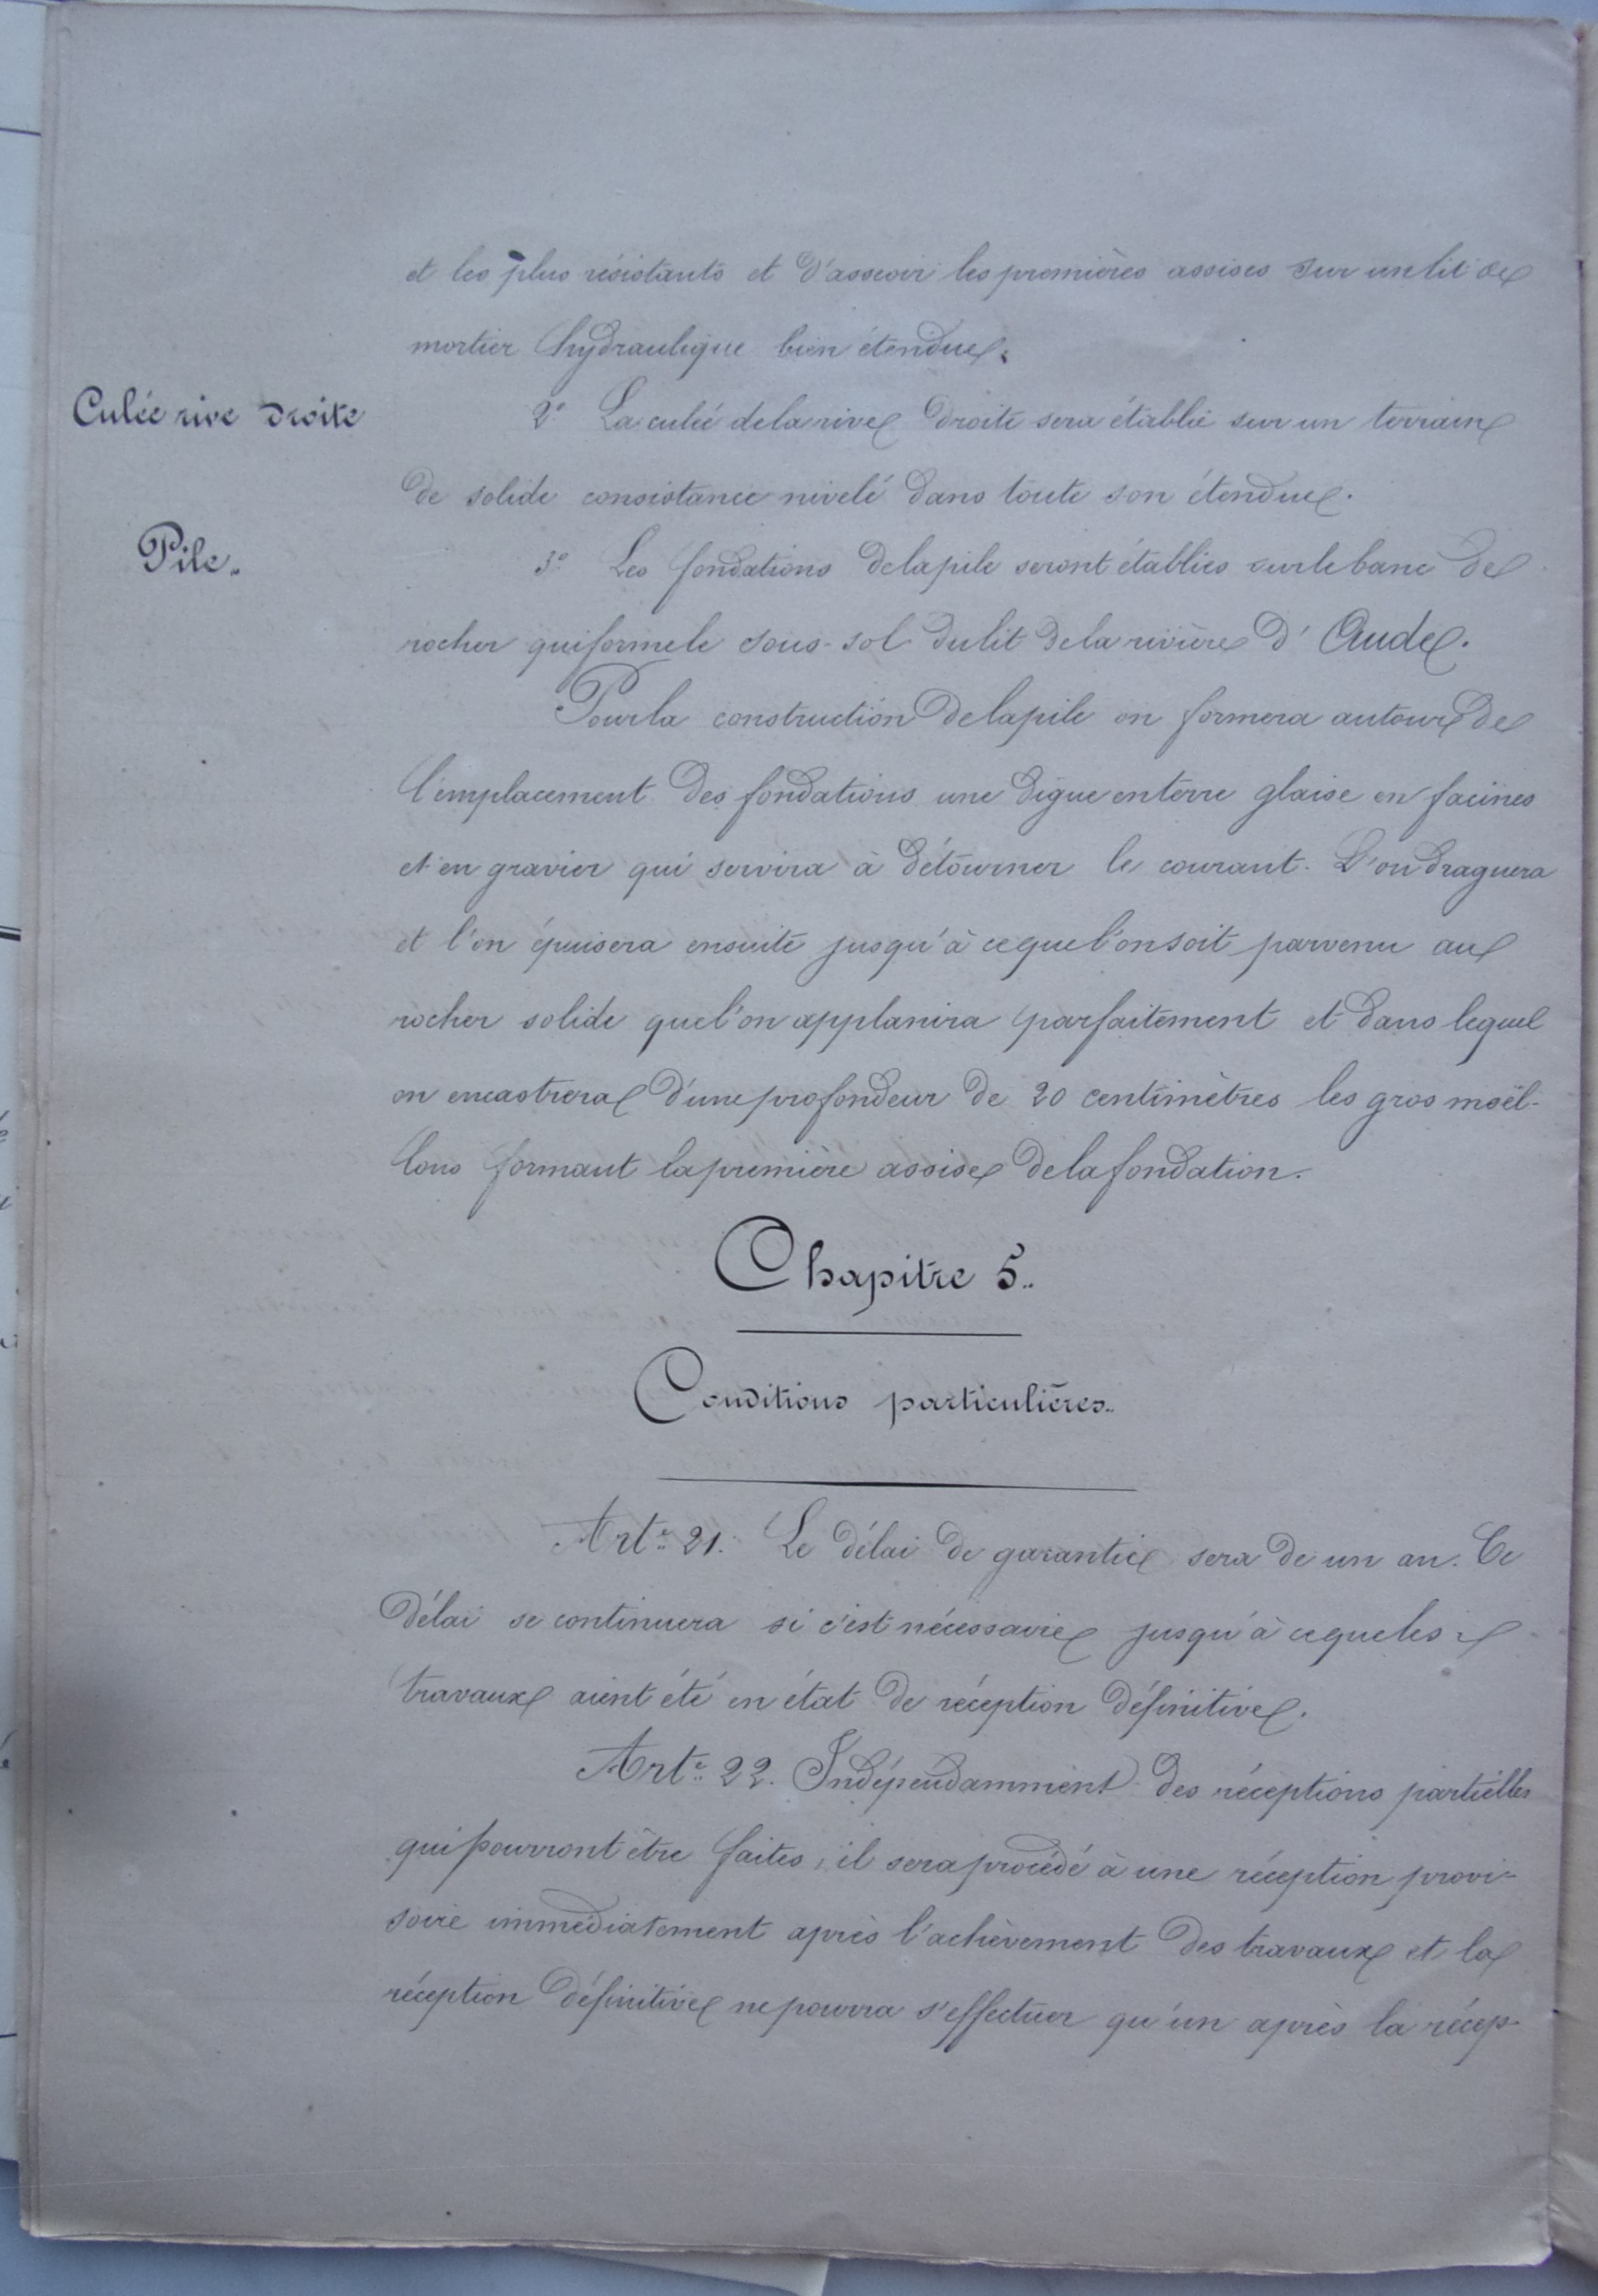 et les plus résistants et d'asseoir les premières assises sur un lit de
mortier hydraulique bien étendue.
Culée rive droite
2° La culée de la rive droite sera établie sur un terrain
de solide consistance nivelé dans toute son étendue.
Pile.
3° Les fondations de la pile seront établies sur le banc de
rocher qui forme le sous-sol du lit de la rivière d'Aude.
Pour la construction de la pile on formera autour de
l'emplacement des fondations une digue en terre glaise en facines
et en gravier qui servira à détourner le courant. L'on draguera
et l'on épuisera ensuite jusqu'à ce que l'on soit parvenu au
rocher solide que l'on applanira parfaitement et dans lequel
on encastrera d'une profondeur de 20 centimètres les gros moël-
lons formant la première assise de la fondation.
Chapitre 5.
Conditions particulières.
Art. 21. Le délai de garantie sera de un an. Ce
délai se continuera si c'est nécessaire jusqu'à ce que les
travaux aient été en état de réception définitive.
Art. 22. Indépendamment des réceptions partielles
qui pourront être faites, il sera procédé à une réception provi-
soire immédiatement après l'achèvement des travaux et la
réception définitive ne pourra s'effectuer qu'un après la récep-